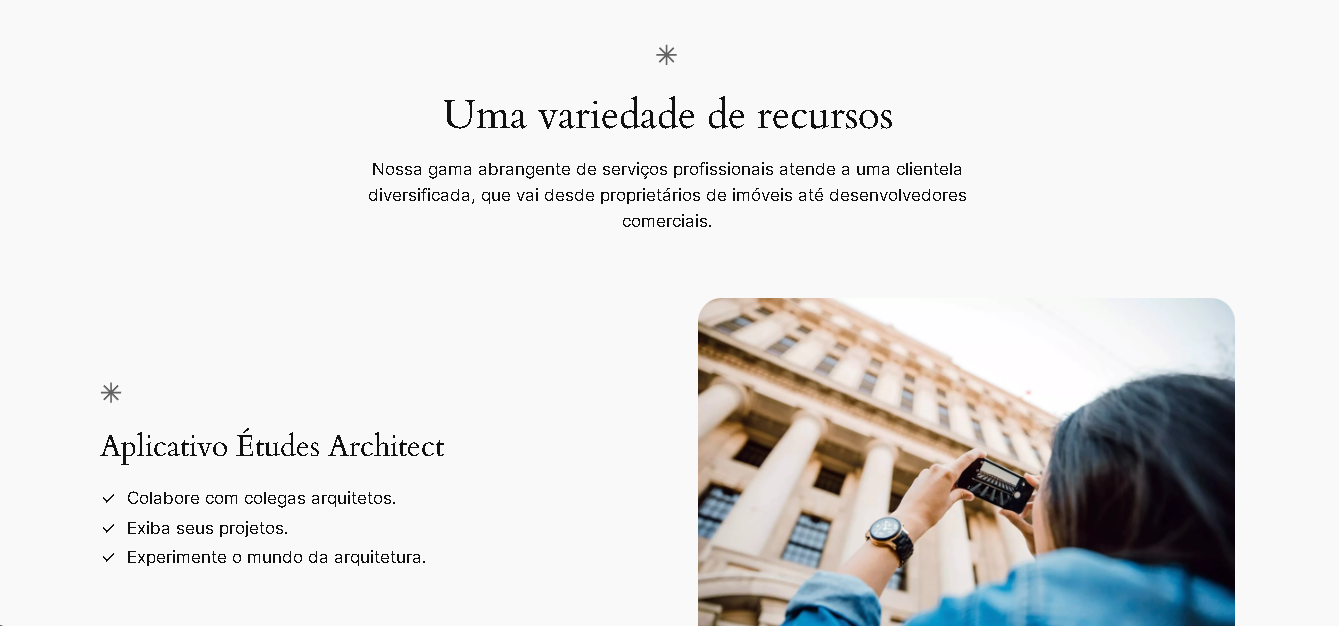 Uma variedade de recursos
Nossa gama abrangente de serviços profissionais atende a uma clientela
diversificada, que vai desde proprietários de imóveis até desenvolvedores
comerciais.
Aplicativo Études Architect
Colabore com colegas arquitetos.
Exiba seus projetos.
Experimente o mundo da arquitetura.